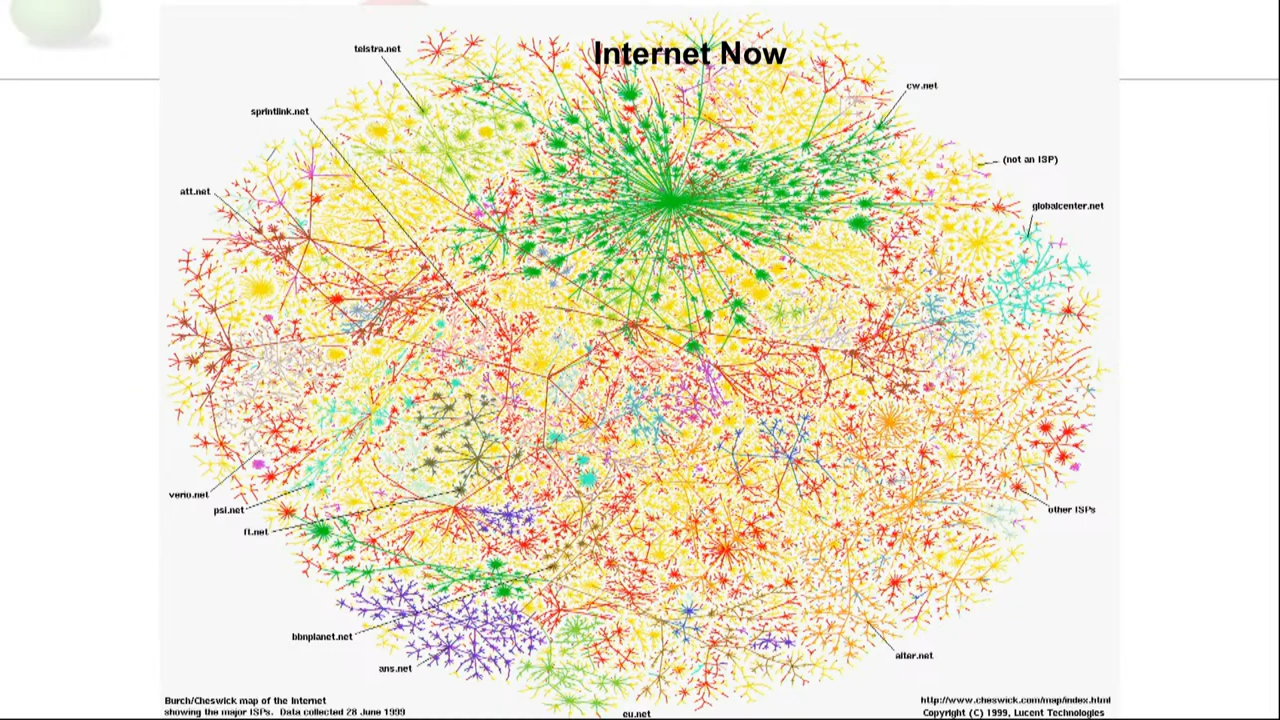 Internet Now
telstra.net
cw.net
sprintlink.net
(not an ISP)
att.net
globalcenter.net
verio.net
psi.net
other ISPs
ft.net
bbnplanet.net
alter.net
ans.net
Burch/Cheswick map of the Internet
showing the major ISPs. Data collected 28 June 1999
eu.net
http://www.cheswick.com/map/index.html
Copyright (C) 1999, Lucent Technologies